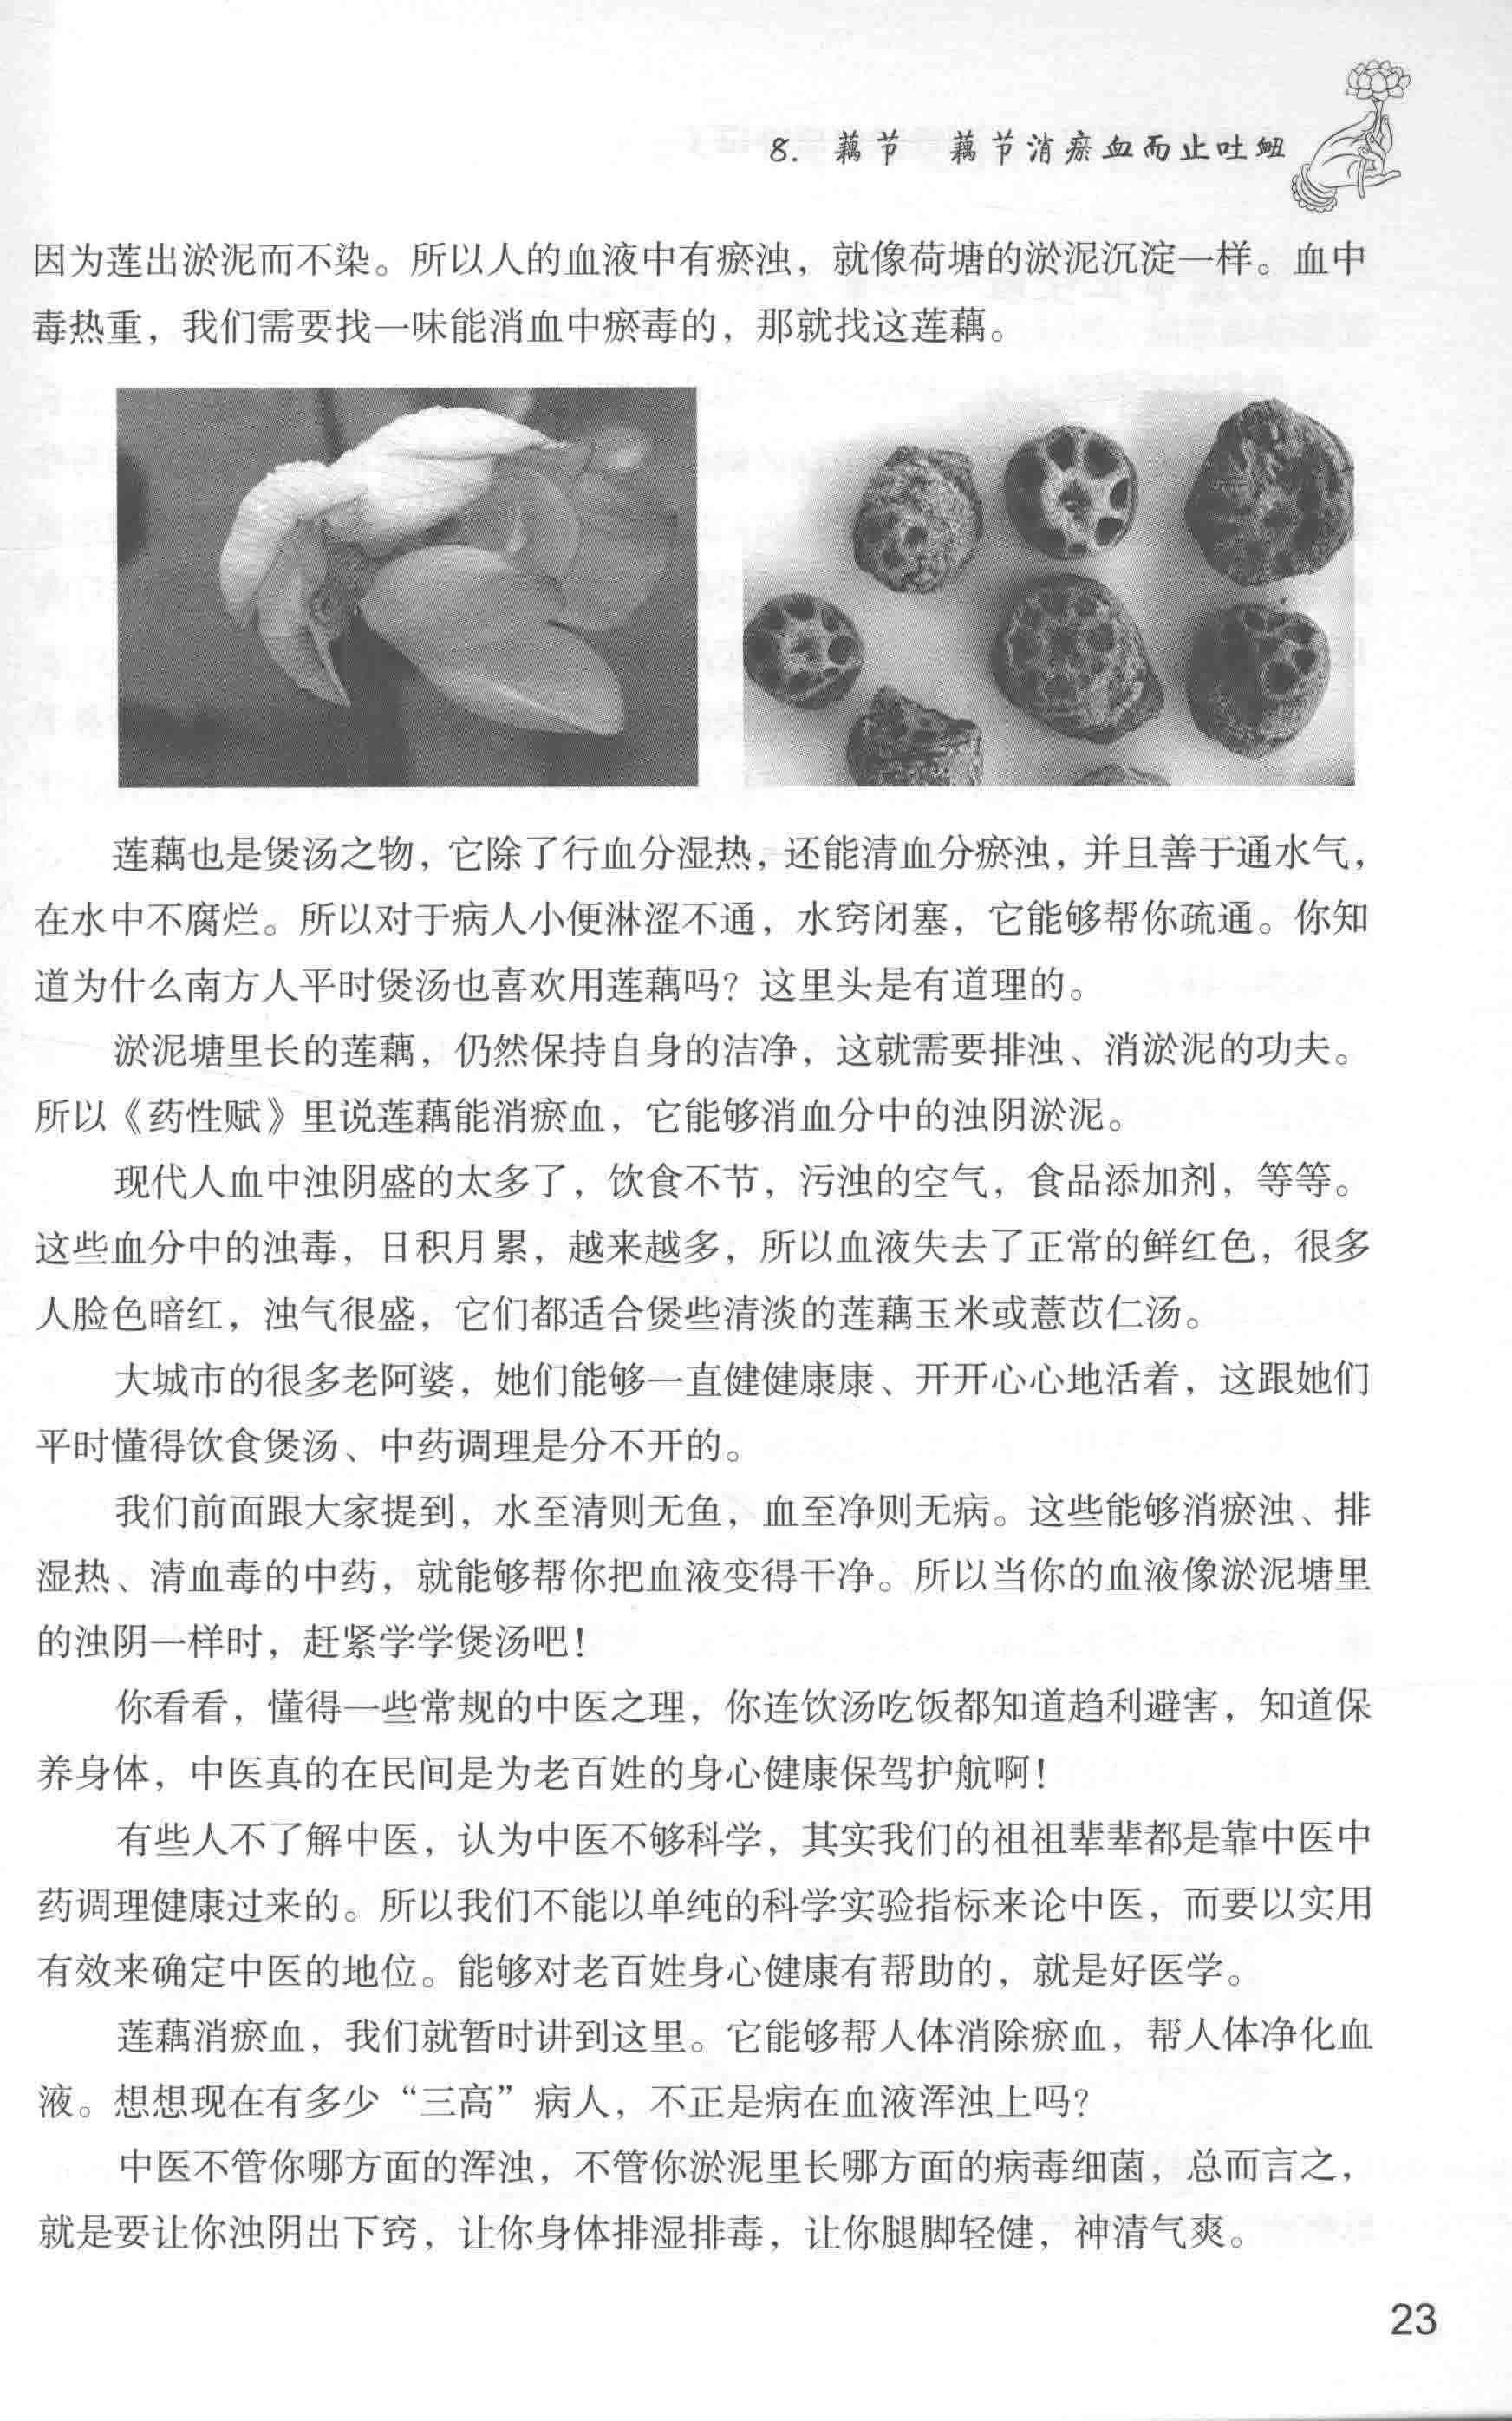 8. 藕节　藕节消瘀血而止吐衄
因为莲出淤泥而不染。所以人的血液中有瘀浊，就像荷塘的淤泥沉淀一样。血中
毒热重，我们需要找一味能消血中瘀毒的，那就找这莲藕。
莲藕也是煲汤之物，它除了行血分湿热，还能清血分瘀浊，并且善于通水气，
在水中不腐烂。所以对于病人小便淋涩不通，水窍闭塞，它能够帮你疏通。你知
道为什么南方人平时煲汤也喜欢用莲藕吗？这里头是有道理的。
淤泥塘里长的莲藕，仍然保持自身的洁净，这就需要排浊、消淤泥的功夫。
所以《药性赋》里说莲藕能消瘀血，它能够消血分中的浊阴淤泥。
现代人血中浊阴盛的太多了，饮食不节，污浊的空气，食品添加剂，等等。
这些血分中的浊毒，日积月累，越来越多，所以血液失去了正常的鲜红色，很多
人脸色暗红，浊气很盛，它们都适合煲些清淡的莲藕玉米或薏苡仁汤。
大城市的很多老阿婆，她们能够一直健健康康、开开心心地活着，这跟她们
平时懂得饮食煲汤、中药调理是分不开的。
我们前面跟大家提到，水至清则无鱼，血至净则无病。这些能够消瘀浊、排
湿热、清血毒的中药，就能够帮你把血液变得干净。所以当你的血液像淤泥塘里
的浊阴一样时，赶紧学学煲汤吧！
你看看，懂得一些常规的中医之理，你连饮汤吃饭都知道趋利避害，知道保
养身体，中医真的在民间是为老百姓的身心健康保驾护航啊！
有些人不了解中医，认为中医不够科学，其实我们的祖祖辈辈都是靠中医中
药调理健康过来的。所以我们不能以单纯的科学实验指标来论中医，而要以实用
有效来确定中医的地位。能够对老百姓身心健康有帮助的，就是好医学。
莲藕消瘀血，我们就暂时讲到这里。它能够帮人体消除瘀血，帮人体净化血
液。想想现在有多少“三高”病人，不正是病在血液浑浊上吗？
中医不管你哪方面的浑浊，不管你淤泥里长哪方面的病毒细菌，总而言之，
就是要让你浊阴出下窍，让你身体排湿排毒，让你腿脚轻健，神清气爽。
23